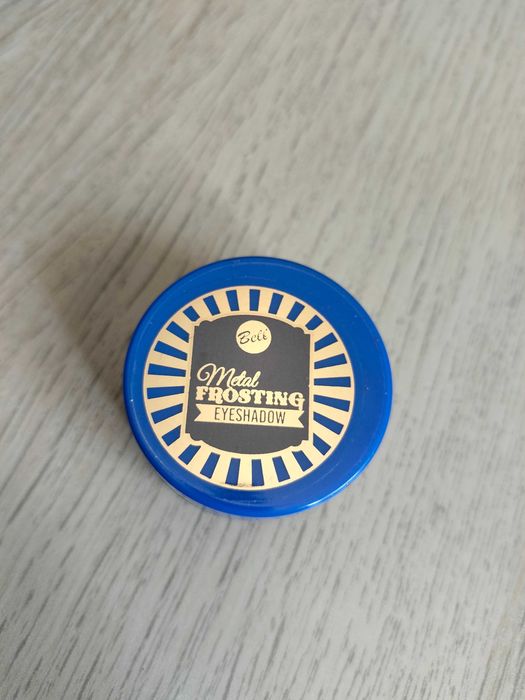 Bell
Metal
FROSTING
EYESHADOW